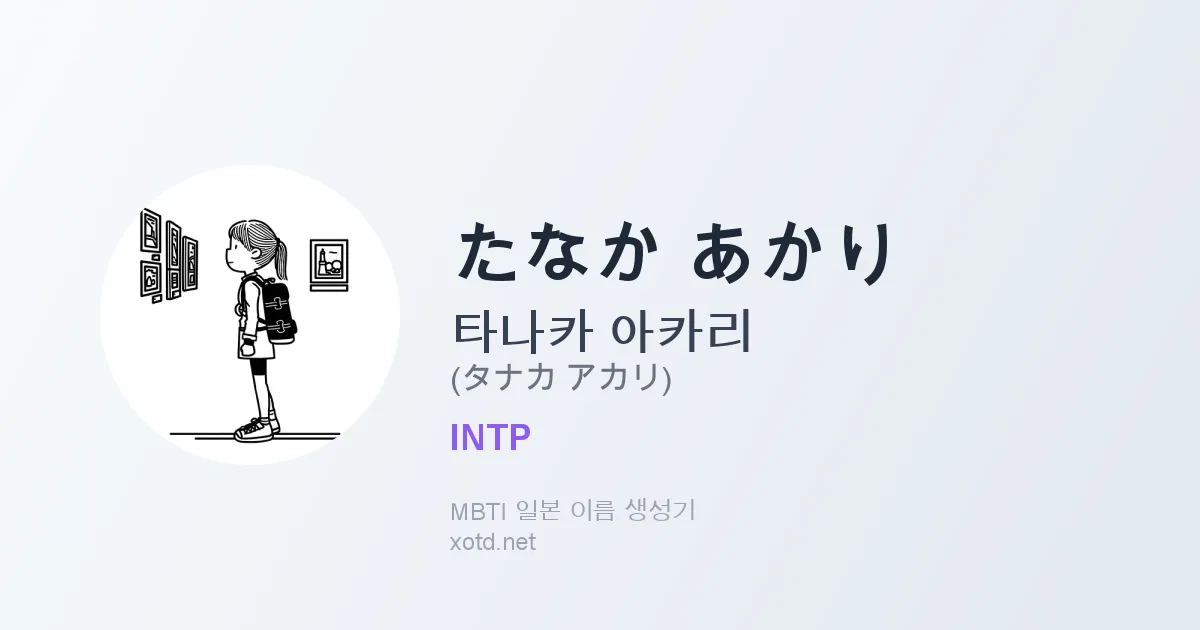 たなか あかり
타나카 아카리
(タナカ アカリ)
INTP
MBTI 일본 이름 생성기
xotd.net